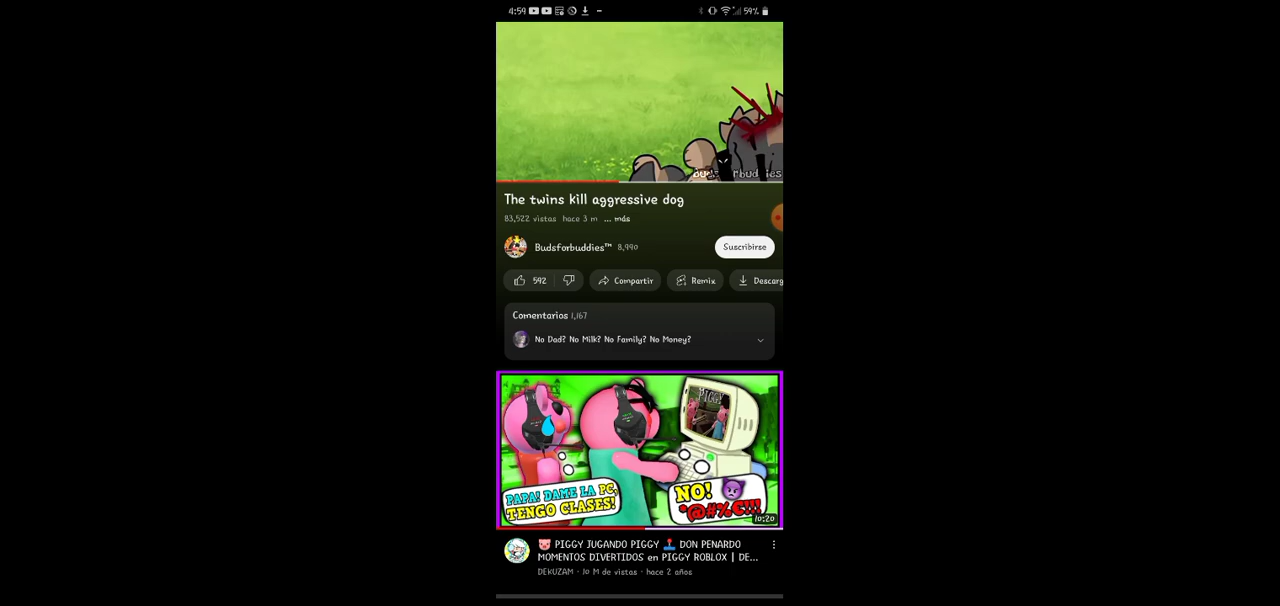 4:59
59%
Budsforbuddies
The twins kill aggressive dog
83,522 vistas hace 3 m ... más
Budsforbuddies™ 8,990
Suscribirse
592
Compartir
Remix
Descarg
Comentarios 1,167
No Dad? No Milk? No Family? No Money?
PIGGY
PAPA! DAME LA PC,
TENGO CLASES!
NO!
*@#%€!!!
10:20
PIGGY JUGANDO PIGGY DON PENARDO
MOMENTOS DIVERTIDOS en PIGGY ROBLOX | DE...
DEKUZAM · 10 M de vistas · hace 2 años